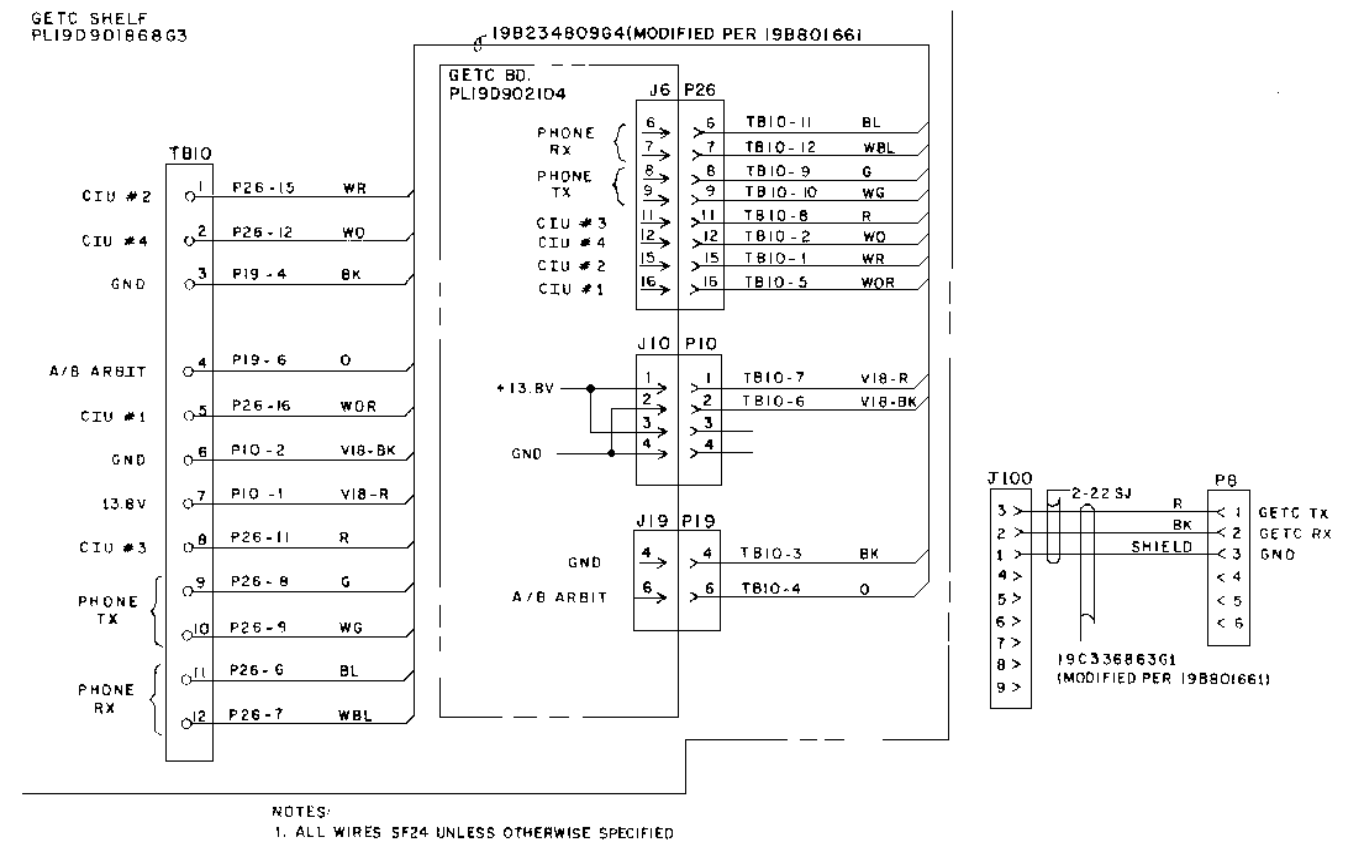 GETC SHELF
PL19D901868G3
19B234809G4(MODIFIED PER 19B801661
GETC BD.
PL19D902104
J6 P26
PHONE RX
6 6 TB10-11 BL
7 7 TB10-12 WBL
PHONE TX
8 8 TB10-9 G
9 9 TB10-10 WG
CIU #3 11 11 TB10-8 R
CIU #4 12 12 TB10-2 WO
CIU #2 15 15 TB10-1 WR
CIU #1 16 16 TB10-5 WOR
TB10
CIU #2 1 P26-15 WR
CIU #4 2 P26-12 WO
GND 3 P19-4 BK
A/B ARBIT 4 P19-6 O
CIU #1 5 P26-16 WOR
GND 6 P10-2 V18-BK
13.8V 7 P10-1 V18-R
CIU #3 8 P26-11 R
PHONE TX
9 P26-8 G
10 P26-9 WG
PHONE RX
11 P26-6 BL
12 P26-7 WBL
J10 P10
+13.8V 1 1 TB10-7 V18-R
2 2 TB10-6 V18-BK
3 3
GND 4 4
J19 P19
GND 4 4 TB10-3 BK
A/B ARBIT 6 6 TB10-4 O
J100 P8
2-22 SJ
3 R 1 GETC TX
2 BK 2 GETC RX
1 SHIELD 3 GND
4 4
5 5
6 6
7
8
9
19C336863G1
(MODIFIED PER 19B801661)
NOTES:
1. ALL WIRES SF24 UNLESS OTHERWISE SPECIFIED